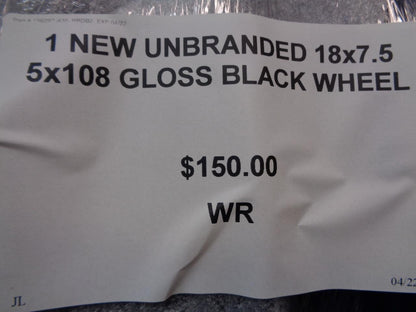 1 NEW UNBRANDED 18x7.5
5x108 GLOSS BLACK WHEEL
$150.00
WR
04/22
JL